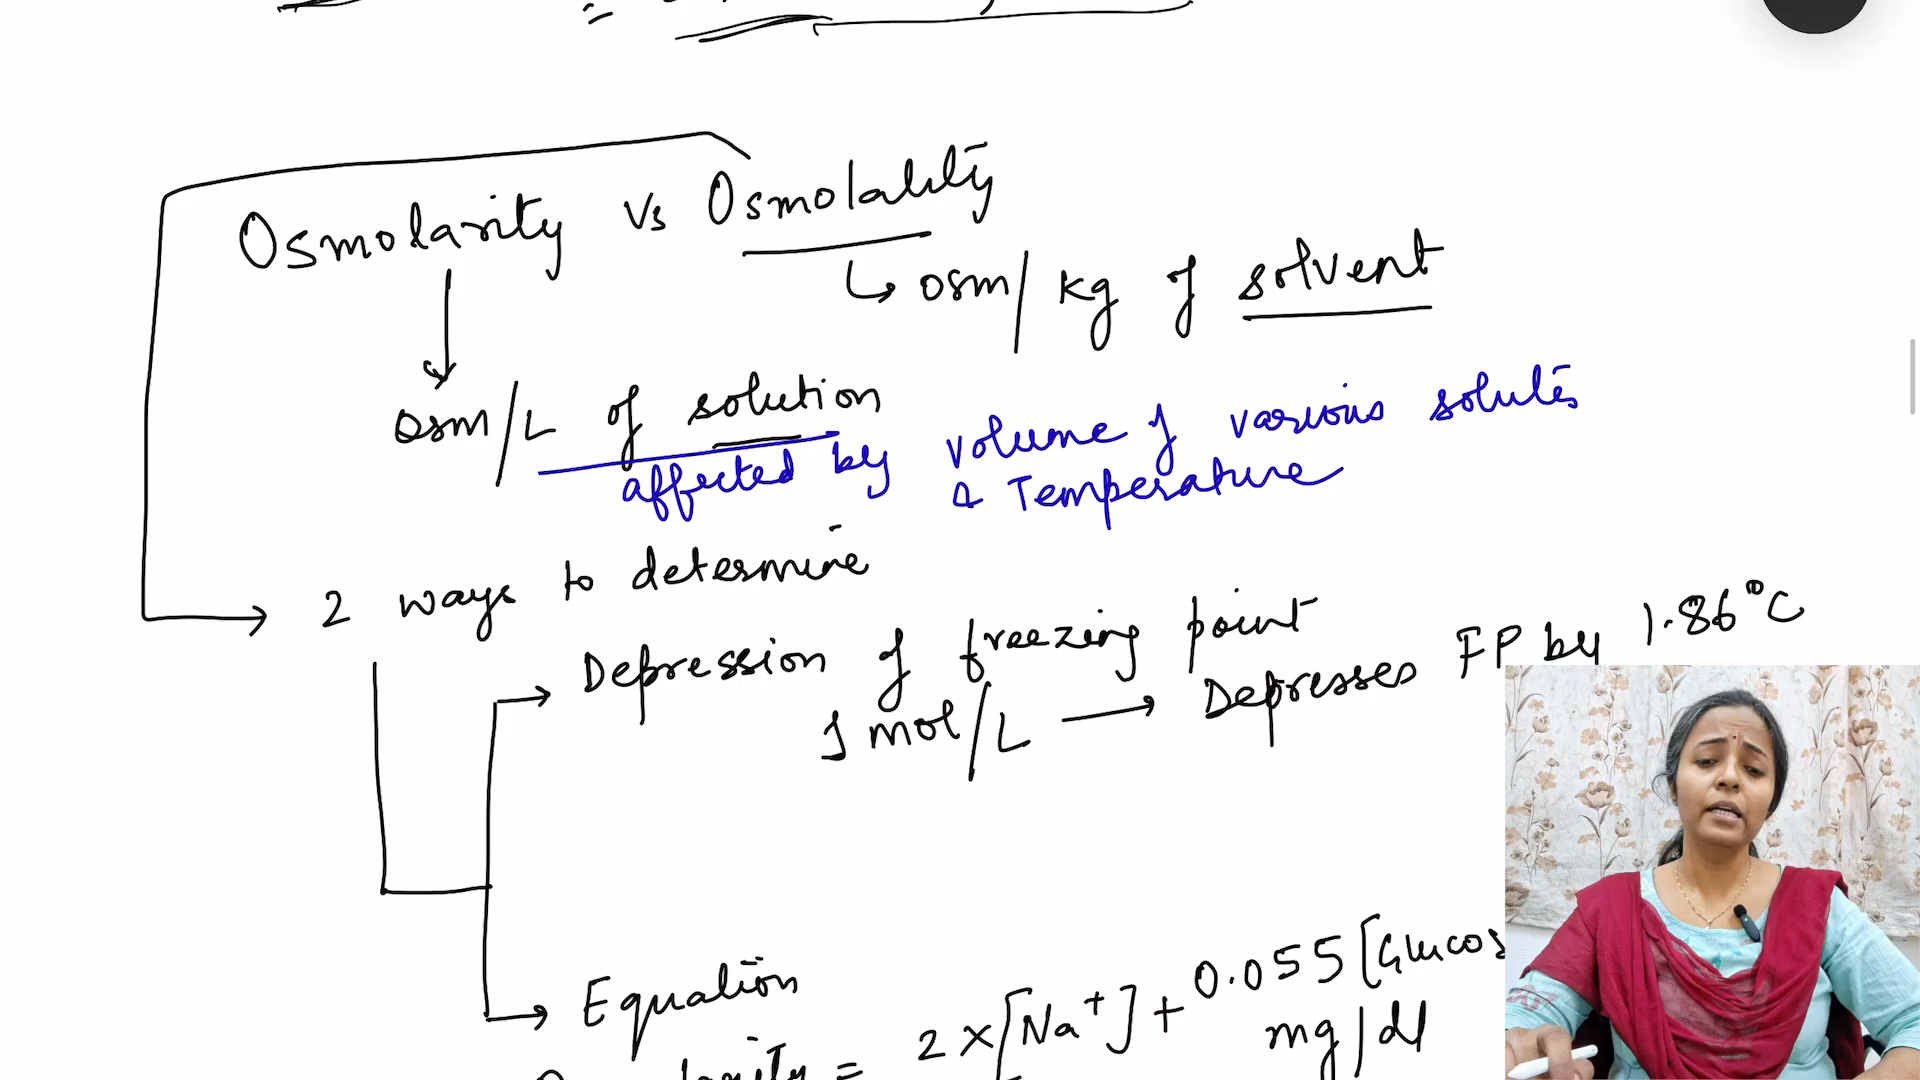 Osmolarity vs Osmolality
↳ osm/kg of solvent
osm/L of solution
affected by volume of various solutes
& Temperature
2 ways to determine
Depression of freezing point
1 mol/L → Depresses FP by 1.86°C
Equation
= 2 x [Na+] + 0.055 [Glucos
mg/dl